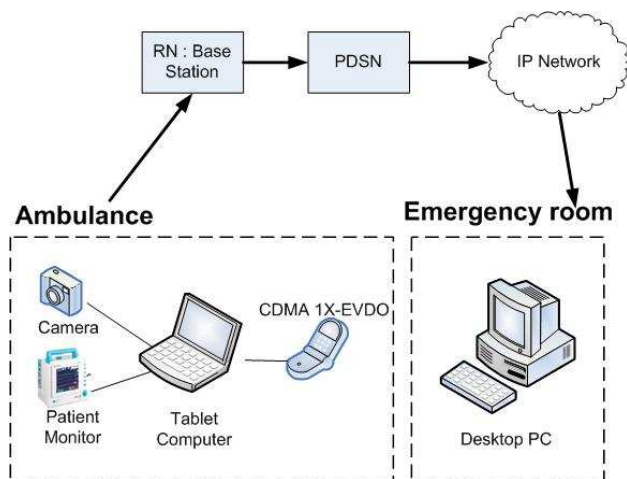 RN : Base
Station
PDSN
IP Network
Ambulance
Emergency room
Camera
CDMA 1X-EVDO
Patient
Monitor
Tablet
Computer
Desktop PC